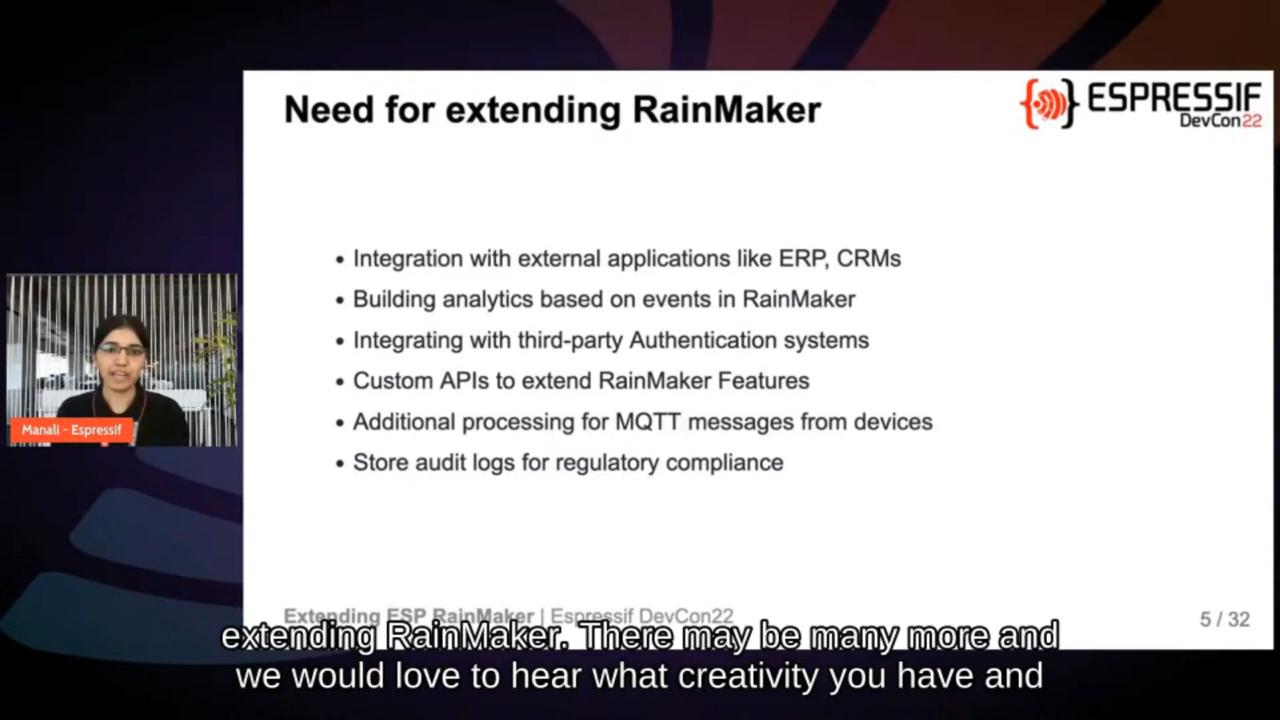 Need for extending RainMaker
ESPRESSIF
DevCon22
• Integration with external applications like ERP, CRMs
• Building analytics based on events in RainMaker
• Integrating with third-party Authentication systems
• Custom APIs to extend RainMaker Features
• Additional processing for MQTT messages from devices
• Store audit logs for regulatory compliance
Manali - Espressif
Extending ESP RainMaker | Espressif DevCon22
5 / 32
extending RainMaker. There may be many more and
we would love to hear what creativity you have and